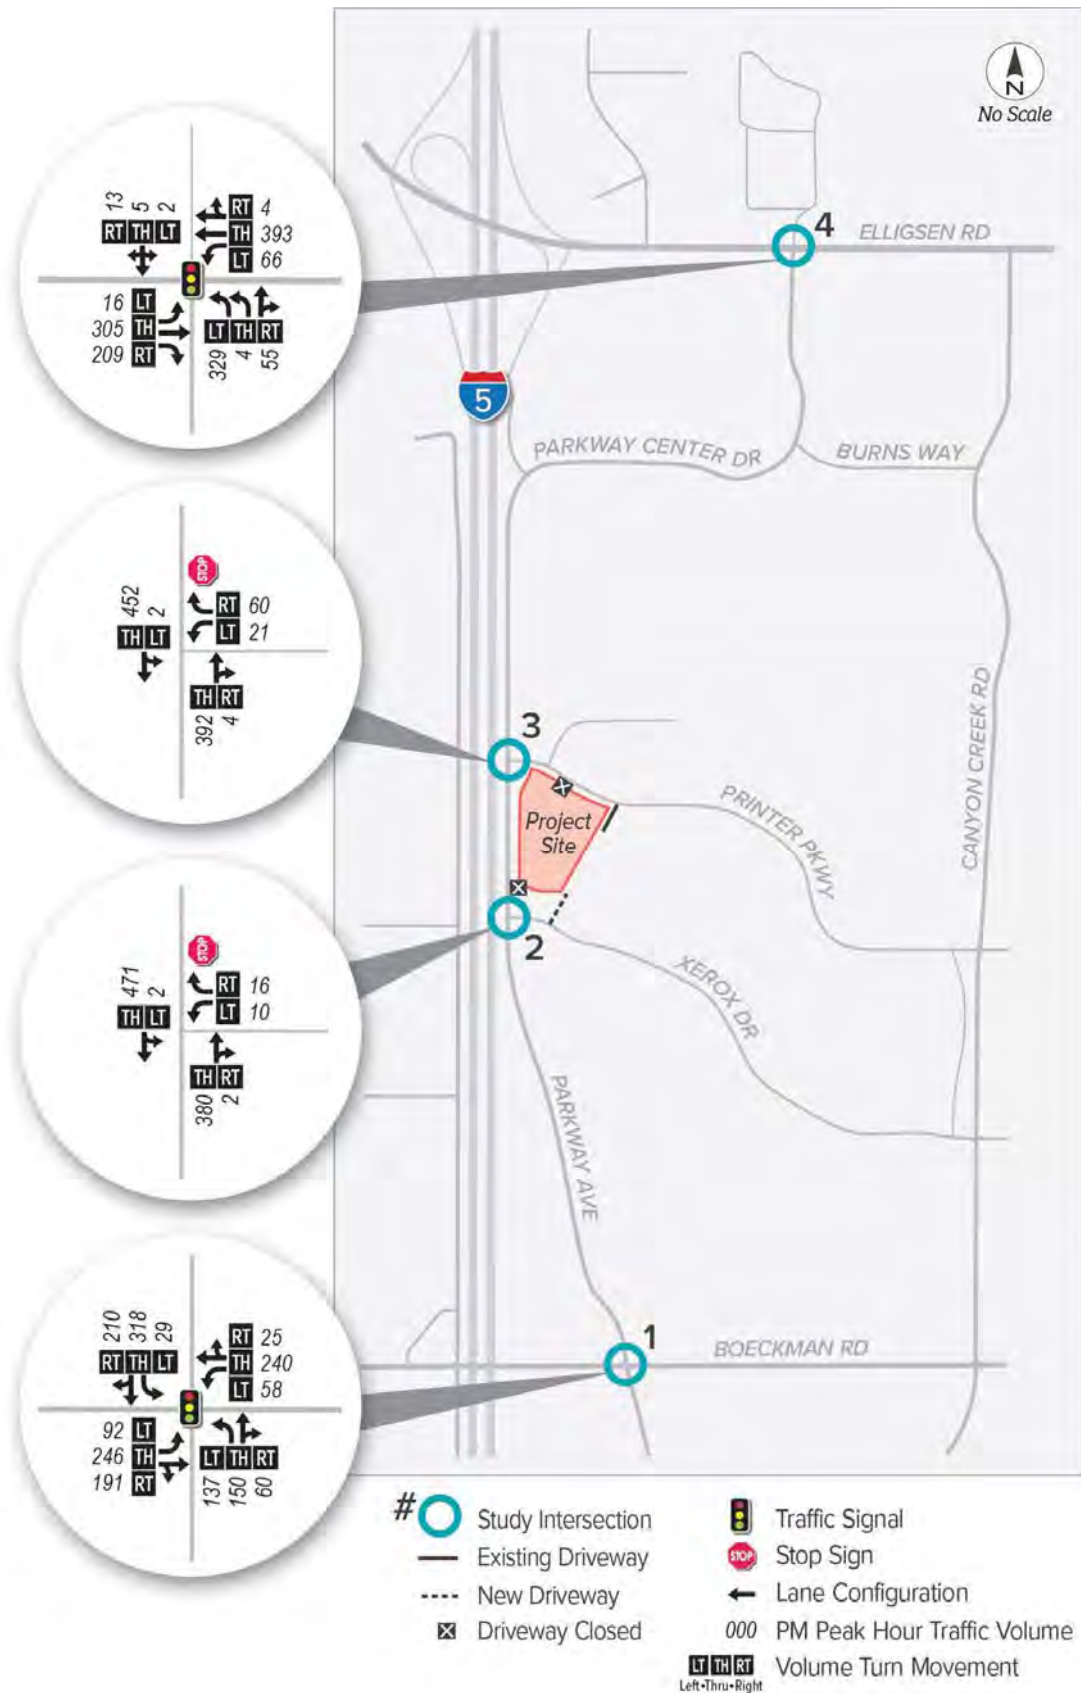 N
No Scale
13 5 2
RT TH LT
RT 4
TH 393
LT 66
16 LT
305 TH
209 RT
LT TH RT
329 4 55
4
ELLIGSEN RD
5
PARKWAY CENTER DR
BURNS WAY
STOP
452 2
TH LT
RT 60
LT 21
TH RT
392 4
3
Project
Site
PRINTER PKWY
CANYON CREEK RD
2
XEROX DR
STOP
471 2
TH LT
RT 16
LT 10
TH RT
380 2
PARKWAY AVE
1
BOECKMAN RD
210 318 29
RT TH LT
RT 25
TH 240
LT 58
92 LT
246 TH
191 RT
LT TH RT
137 150 60
# Study Intersection
Existing Driveway
New Driveway
Driveway Closed
Traffic Signal
STOP Stop Sign
Lane Configuration
000 PM Peak Hour Traffic Volume
LT TH RT Volume Turn Movement
Left•Thru•Right